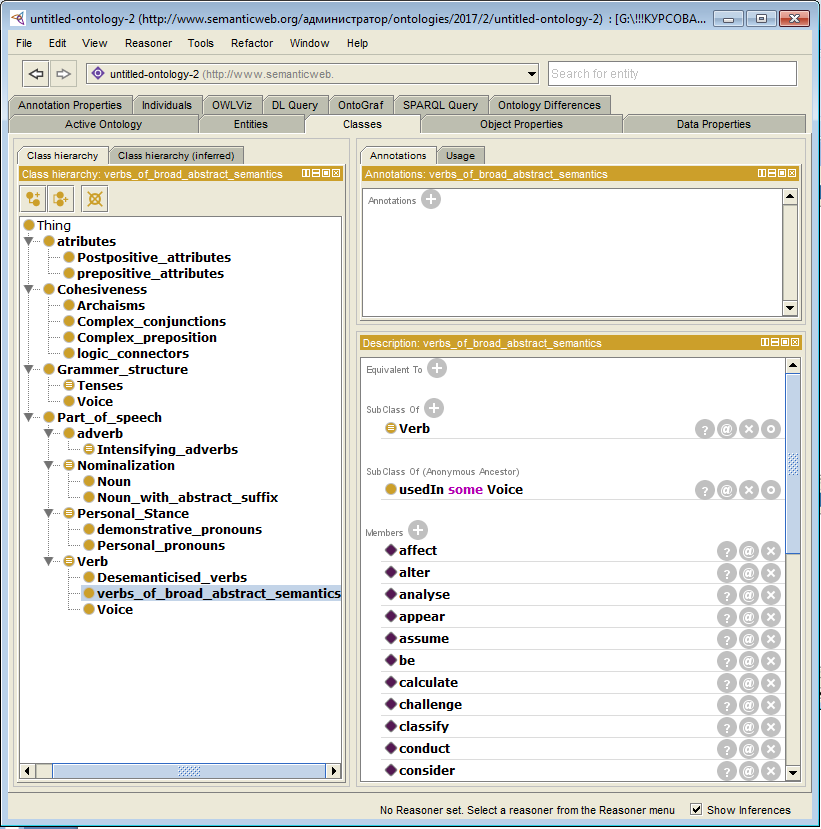 untitled-ontology-2 (http://www.semanticweb.org/администратор/ontologies/2017/2/untitled-ontology-2) : [G:\!!!КУРСОВА...
File Edit View Reasoner Tools Refactor Window Help
untitled-ontology-2 (http://www.semanticweb.
Search for entity
Annotation Properties Individuals OWLViz DL Query OntoGraf SPARQL Query Ontology Differences
Active Ontology Entities Classes Object Properties Data Properties
Class hierarchy Class hierarchy (inferred)
Class hierarchy: verbs_of_broad_abstract_semantics
Thing
atributes
Postpositive_attributes
prepositive_attributes
Cohesiveness
Archaisms
Complex_conjunctions
Complex_preposition
logic_connectors
Grammer_structure
Tenses
Voice
Part_of_speech
adverb
Intensifying_adverbs
Nominalization
Noun
Noun_with_abstract_suffix
Personal_Stance
demonstrative_pronouns
Personal_pronouns
Verb
Desemanticised_verbs
verbs_of_broad_abstract_semantics
Voice
Annotations Usage
Annotations: verbs_of_broad_abstract_semantics
Annotations
Description: verbs_of_broad_abstract_semantics
Equivalent To
SubClass Of
Verb
SubClass Of (Anonymous Ancestor)
usedIn some Voice
Members
affect
alter
analyse
appear
assume
be
calculate
challenge
classify
conduct
consider
No Reasoner set. Select a reasoner from the Reasoner menu Show Inferences